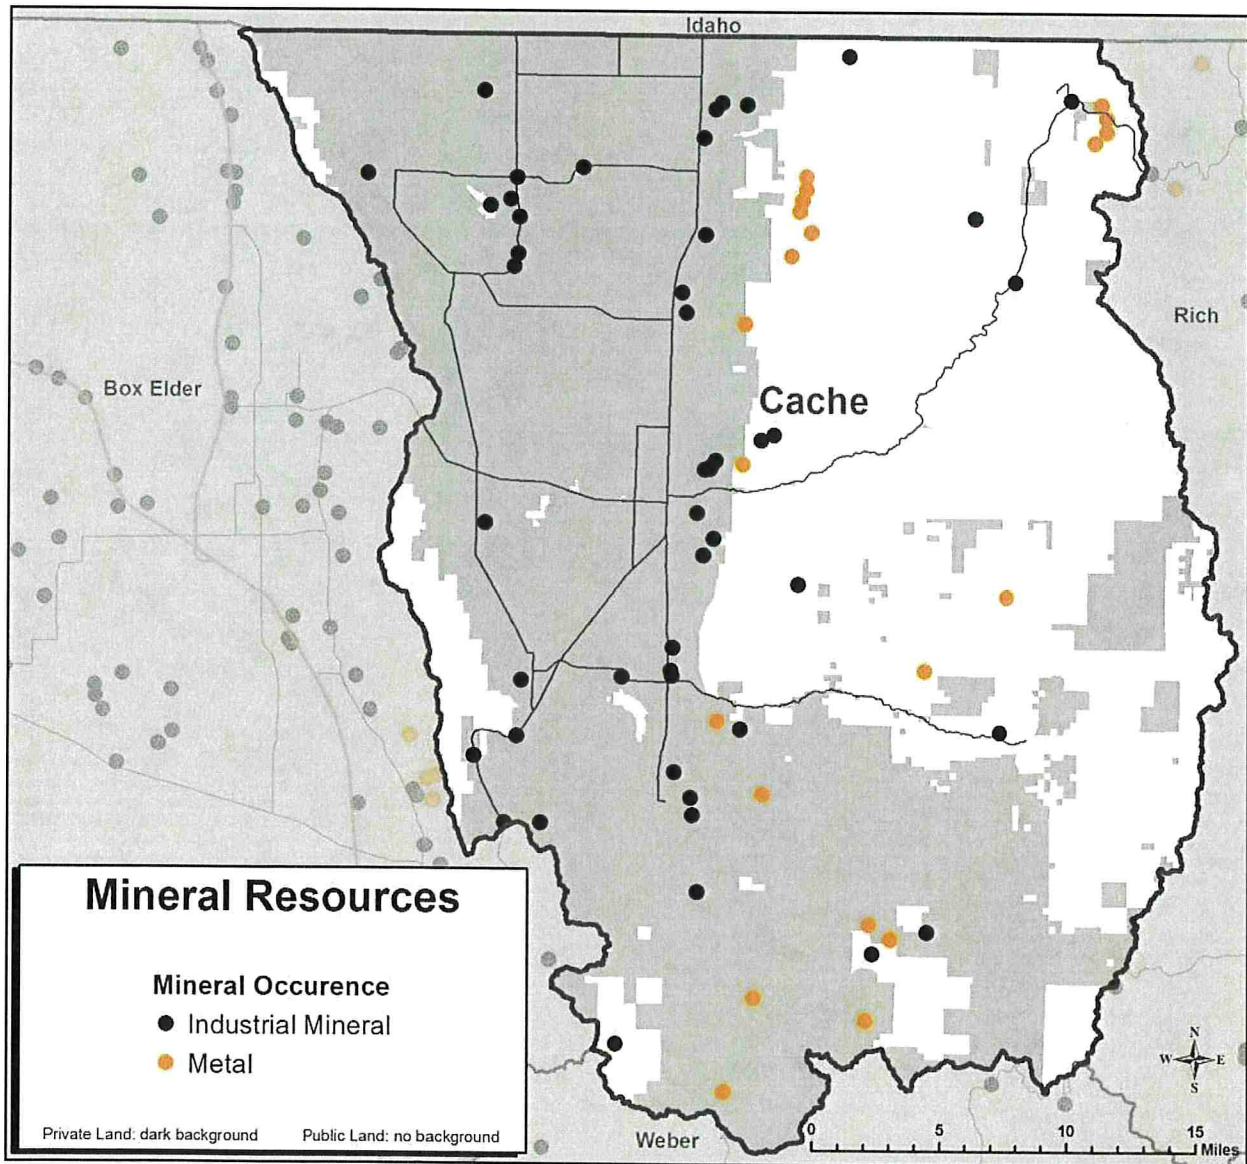 Idaho
Box Elder
Rich
Cache
Mineral Resources
Mineral Occurence
Industrial Mineral
Metal
Private Land: dark background Public Land: no background
Weber
N
W E
S
0 5 10 15
Miles